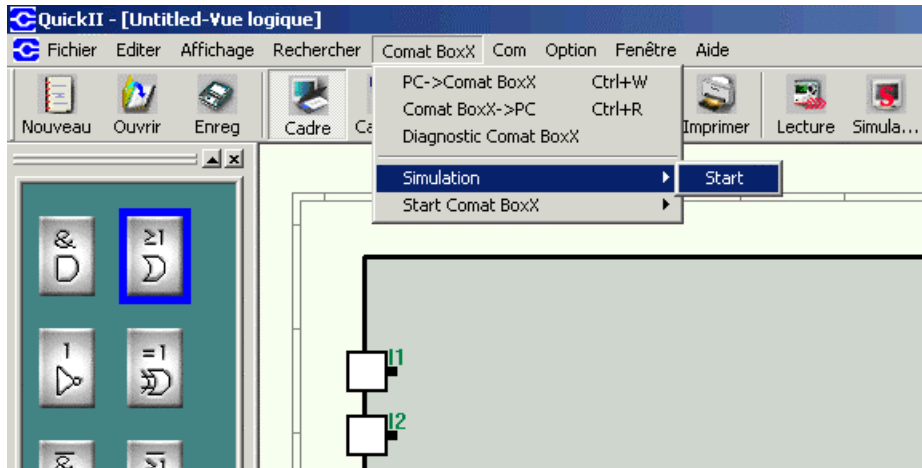 QuickII - [Untitled-Vue logique]
Fichier Editer Affichage Rechercher Comat BoxX Com Option Fenêtre Aide
PC->Comat BoxX Ctrl+W
Comat BoxX->PC Ctrl+R
Diagnostic Comat BoxX
Simulation Start
Start Comat BoxX
Nouveau Ouvrir Enreg Cadre Ca Imprimer Lecture Simula...
& ≥1
1 =1
& ≥1
I1
I2